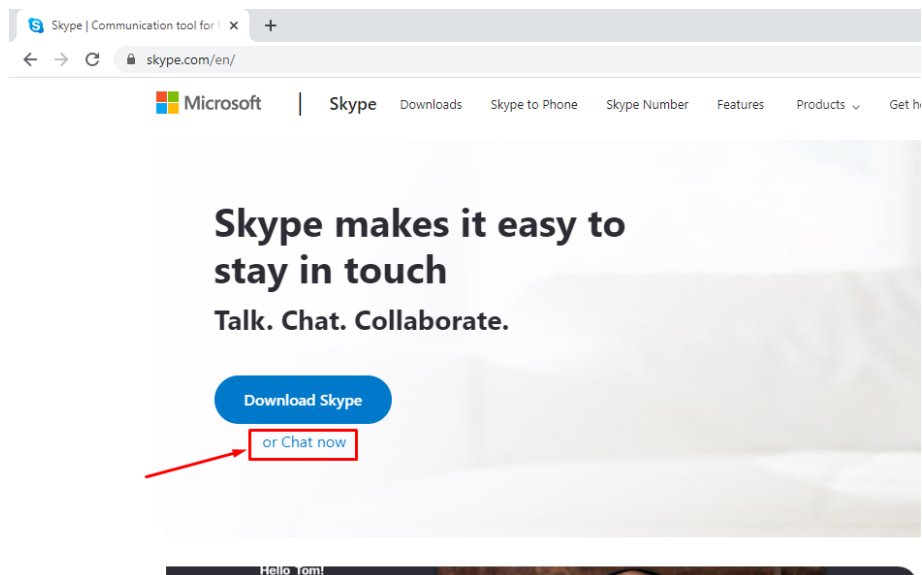 Skype | Communication tool for f
skype.com/en/
Microsoft Skype Downloads Skype to Phone Skype Number Features Products Get h
Skype makes it easy to
stay in touch
Talk. Chat. Collaborate.
Download Skype
or Chat now
Hello Tom!